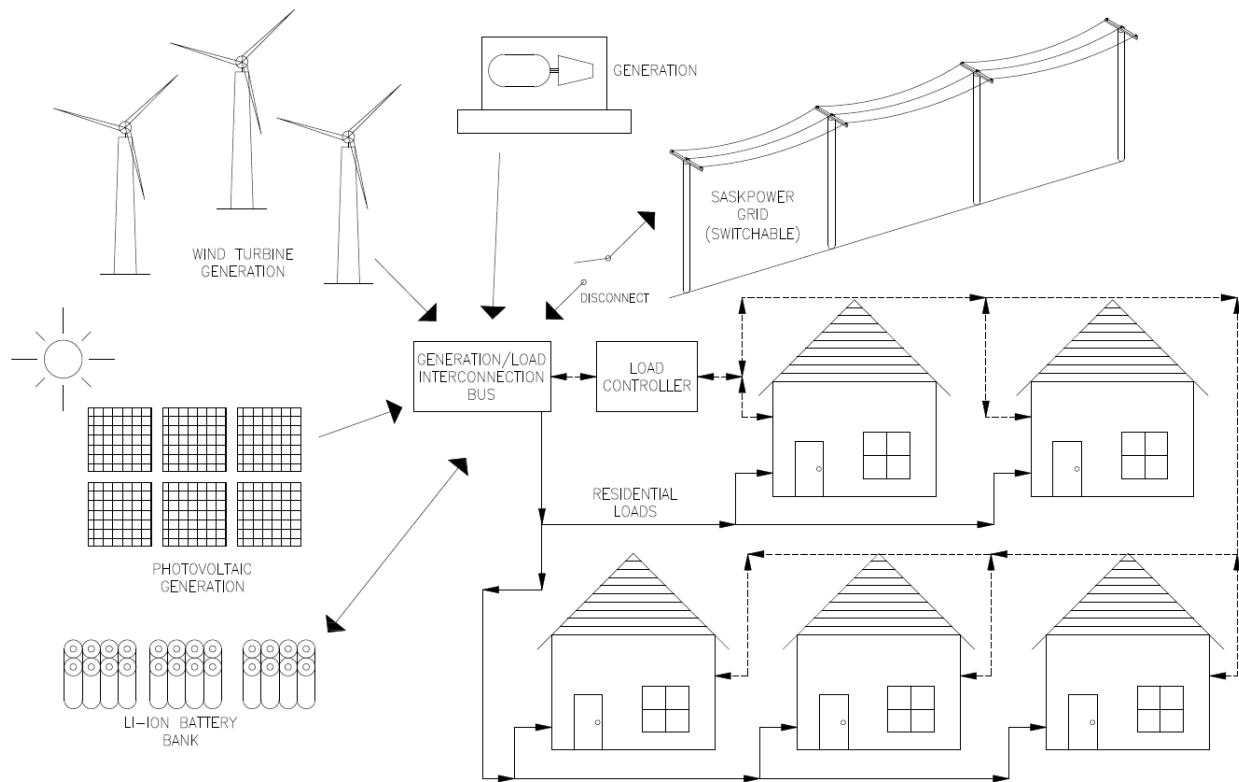 GENERATION
SASKPOWER
GRID
(SWITCHABLE)
WIND TURBINE
GENERATION
DISCONNECT
GENERATION/LOAD
INTERCONNECTION
BUS
LOAD
CONTROLLER
RESIDENTIAL
LOADS
PHOTOVOLTAIC
GENERATION
LI-ION BATTERY
BANK